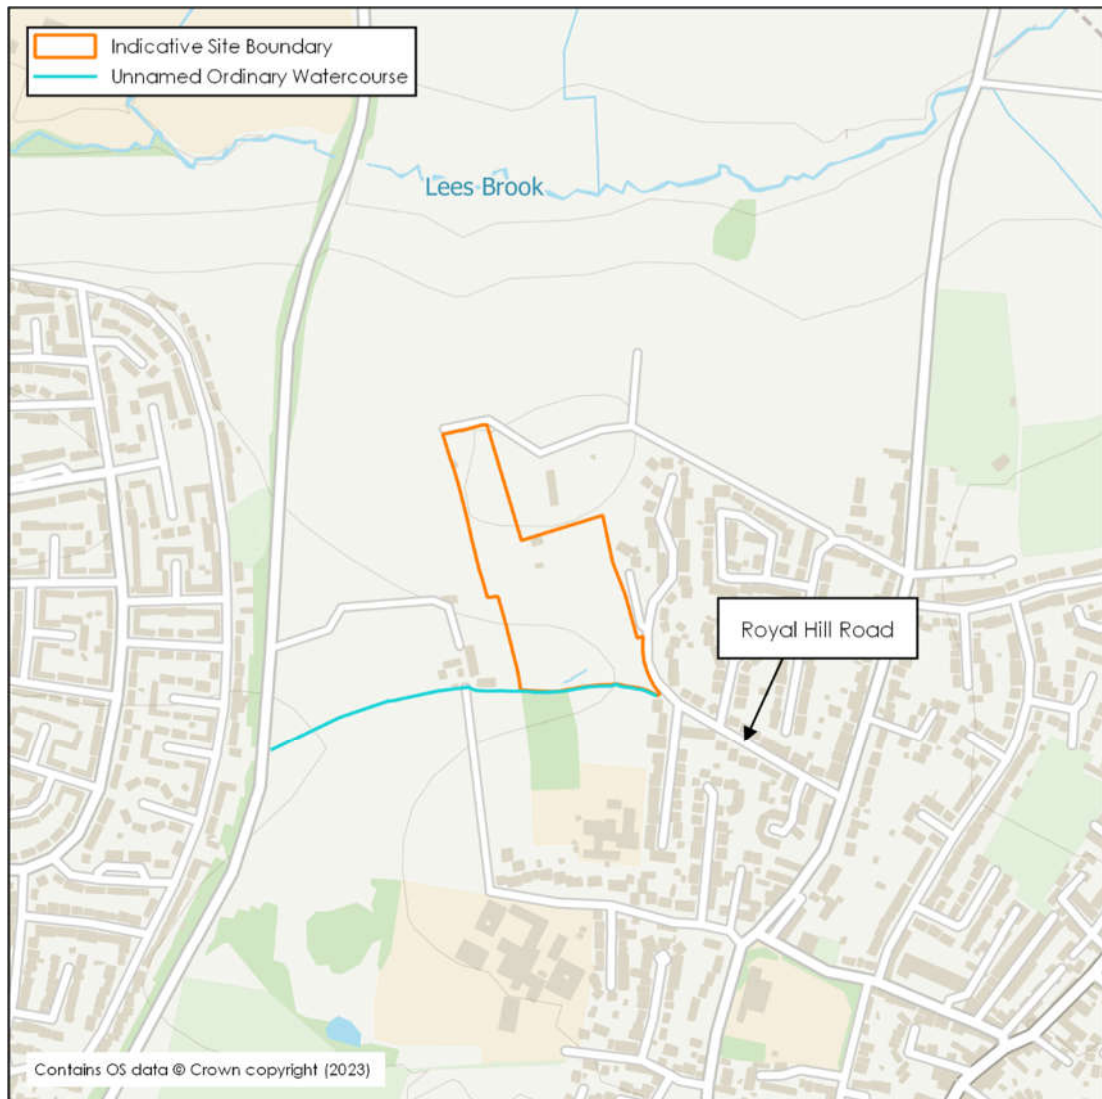 Indicative Site Boundary
Unnamed Ordinary Watercourse
Lees Brook
Royal Hill Road
Contains OS data © Crown copyright (2023)